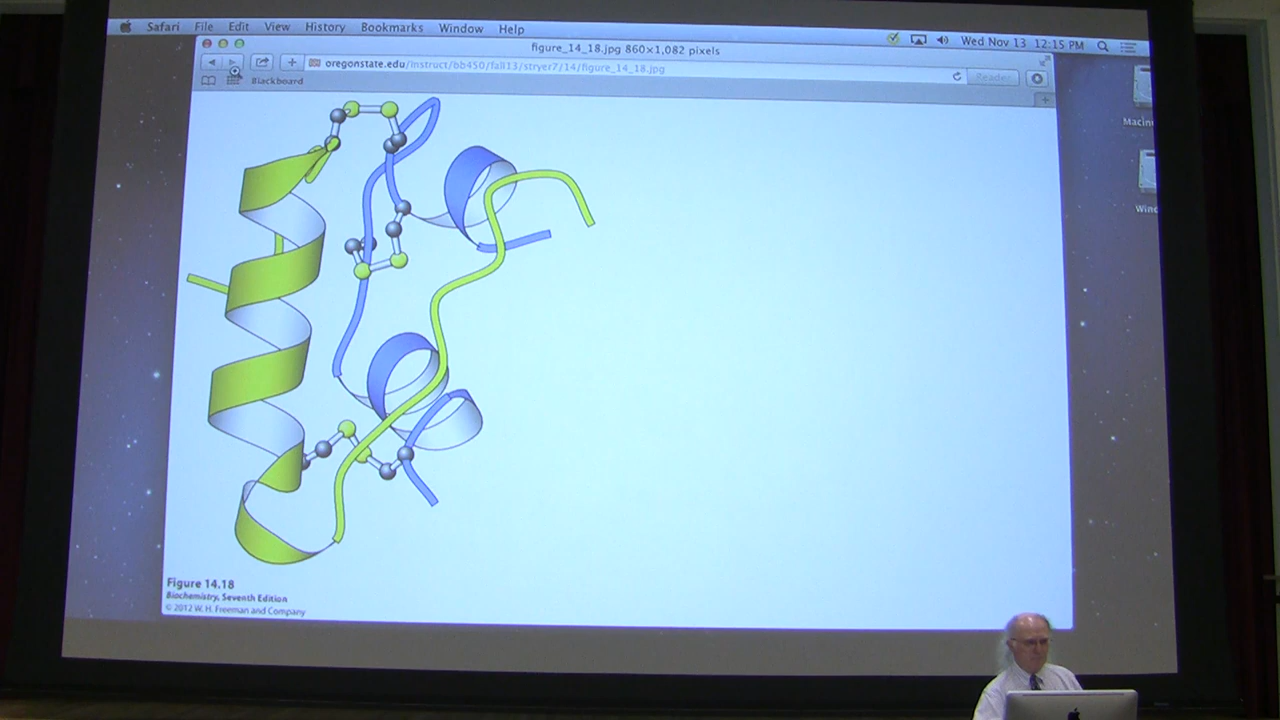 Safari File Edit View History Bookmarks Window Help
Wed Nov 13 12:15 PM
figure_14_18.jpg 860×1,082 pixels
oregonstate.edu/instruct/bb450/fall13/stryer7/14/figure_14_18.jpg
Reader
Blackboard
Figure 14.18
Biochemistry, Seventh Edition
© 2012 W. H. Freeman and Company